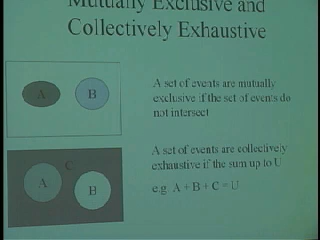 Mutually Exclusive and
Collectively Exhaustive
A
B
A set of events are mutually
exclusive if the set of events do
not intersect
A set of events are collectively
exhaustive if the sum up to U
e.g. A + B + C = U
C
A
B